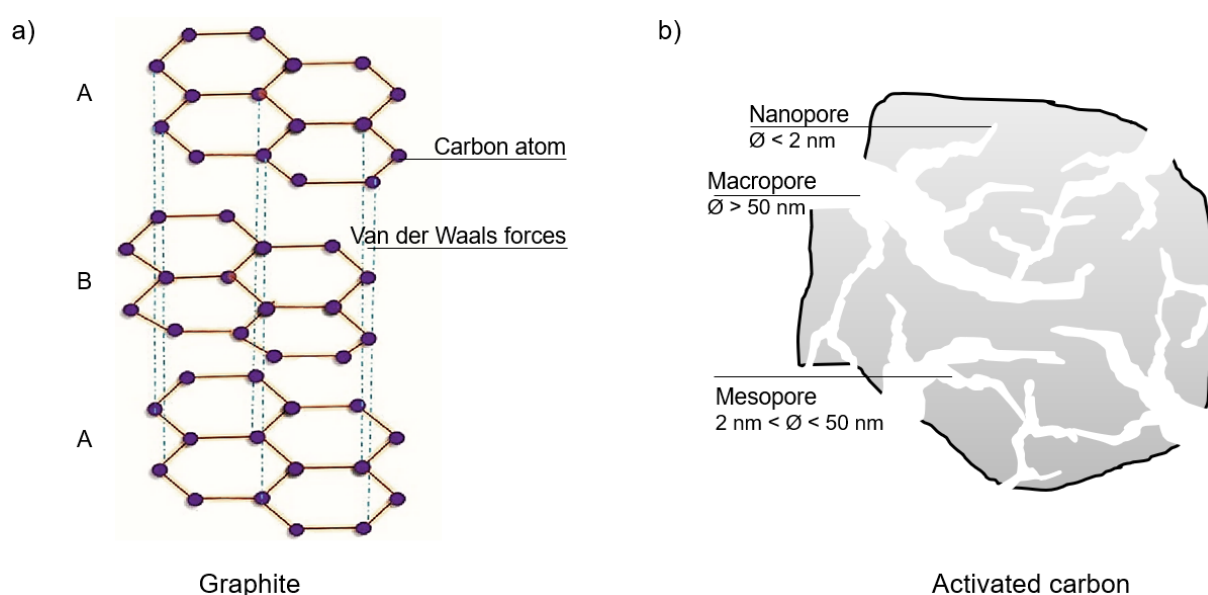 a)
A
Carbon atom
Van der Waals forces
B
A
Graphite
b)
Nanopore
Ø < 2 nm
Macropore
Ø > 50 nm
Mesopore
2 nm < Ø < 50 nm
Activated carbon